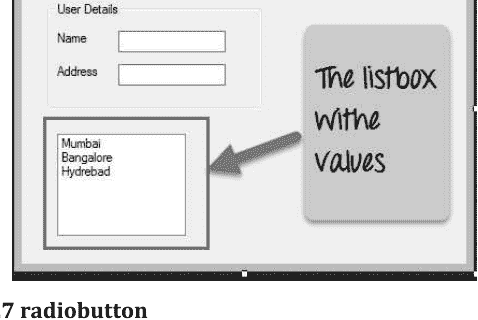 User Details
Name
Address
Mumbai
Bangalore
Hydrebad
The listbox
withe
values
.7 radiobutton